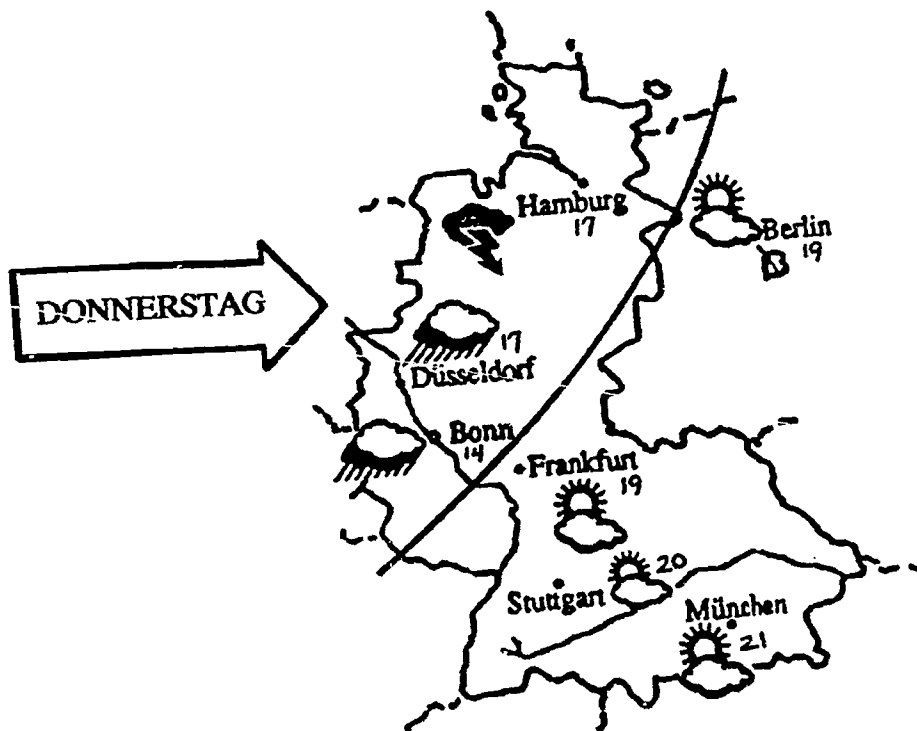 Hamburg
17
Berlin
19
DONNERSTAG
17
Düsseldorf
Bonn
14
Frankfurt
19
20
Stuttgart
München
21